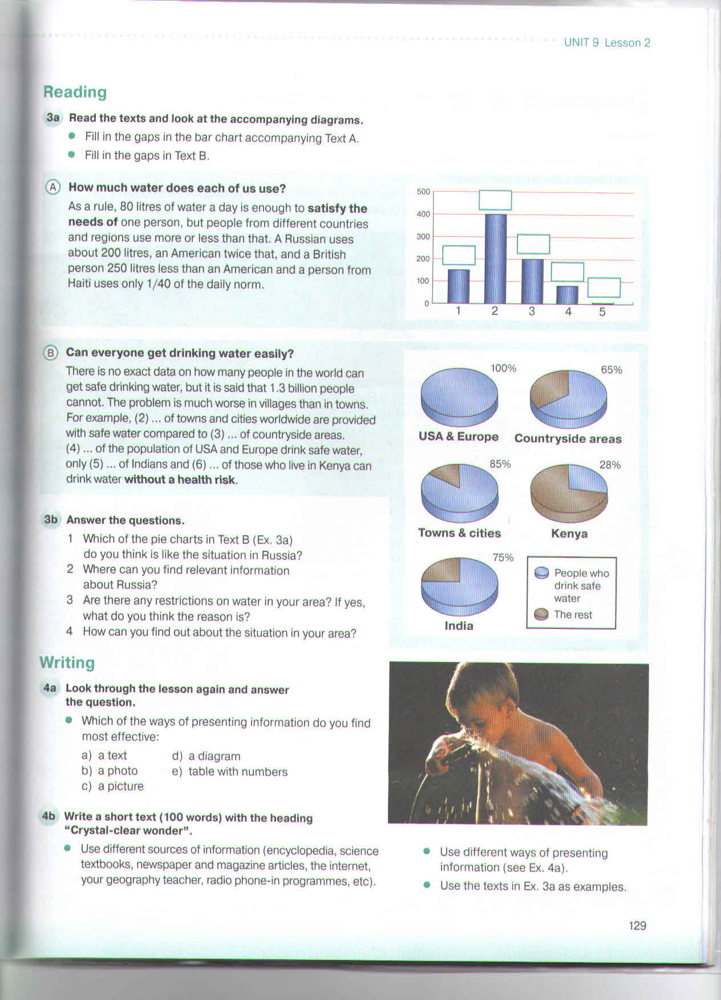 UNIT 9 Lesson 2
Reading
3a Read the texts and look at the accompanying diagrams.
● Fill in the gaps in the bar chart accompanying Text A.
● Fill in the gaps in Text B.
A How much water does each of us use?
As a rule, 80 litres of water a day is enough to satisfy the
needs of one person, but people from different countries
and regions use more or less than that. A Russian uses
about 200 litres, an American twice that, and a British
person 250 litres less than an American and a person from
Haiti uses only 1/40 of the daily norm.
500
400
300
200
100
0
1 2 3 4 5
B Can everyone get drinking water easily?
There is no exact data on how many people in the world can
get safe drinking water, but it is said that 1.3 billion people
cannot. The problem is much worse in villages than in towns.
For example, (2) ... of towns and cities worldwide are provided
with safe water compared to (3) ... of countryside areas.
(4) ... of the population of USA and Europe drink safe water,
only (5) ... of Indians and (6) ... of those who live in Kenya can
drink water without a health risk.
100%
65%
USA & Europe
Countryside areas
85%
28%
Towns & cities
Kenya
75%
India
People who
drink safe
water
The rest
3b Answer the questions.
1 Which of the pie charts in Text B (Ex. 3a)
do you think is like the situation in Russia?
2 Where can you find relevant information
about Russia?
3 Are there any restrictions on water in your area? If yes,
what do you think the reason is?
4 How can you find out about the situation in your area?
Writing
4a Look through the lesson again and answer
the question.
● Which of the ways of presenting information do you find
most effective:
a) a text d) a diagram
b) a photo e) table with numbers
c) a picture
4b Write a short text (100 words) with the heading
“Crystal-clear wonder”.
● Use different sources of information (encyclopedia, science
textbooks, newspaper and magazine articles, the internet,
your geography teacher, radio phone-in programmes, etc).
● Use different ways of presenting
information (see Ex. 4a).
● Use the texts in Ex. 3a as examples.
129